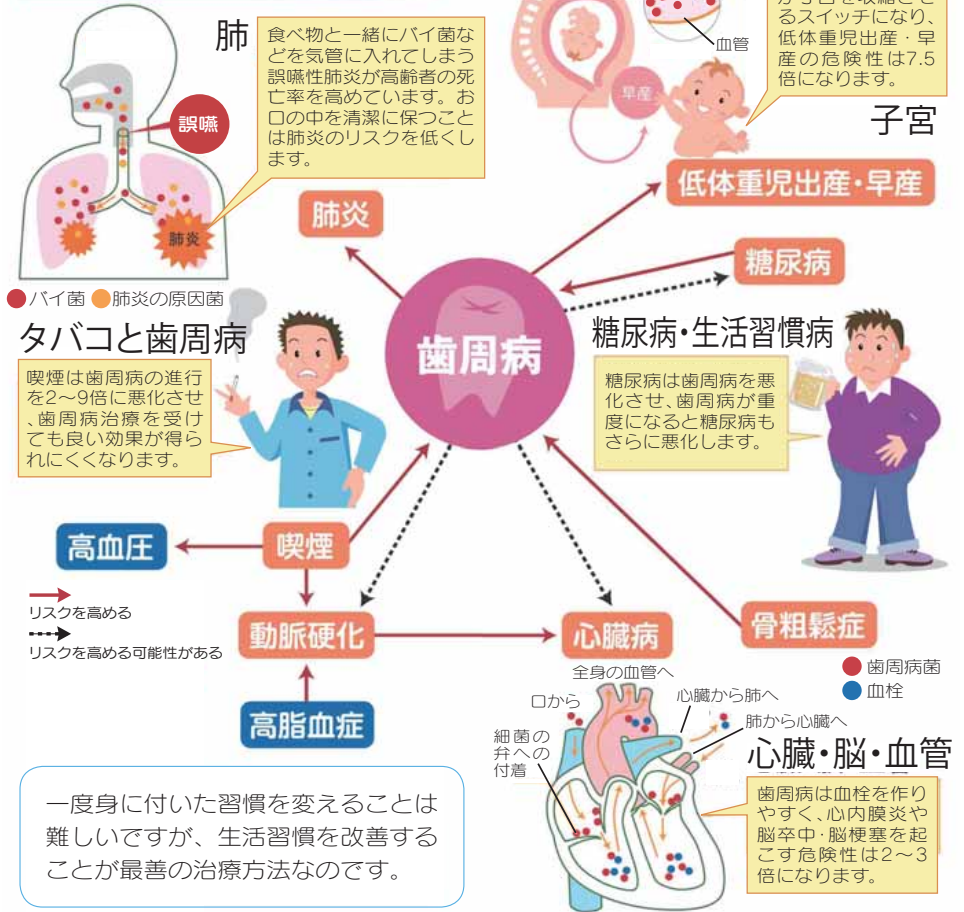 肺
食べ物と一緒にバイ菌な
どを気管に入れてしまう
誤嚥性肺炎が高齢者の死
亡率を高めています。お
口の中を清潔に保つこと
は肺炎のリスクを低くし
ます。
誤嚥
肺炎
バイ菌
肺炎の原因菌
血管
早産
るスイッチになり、
低体重児出産・早
産の危険性は7.5
倍になります。
子宮
低体重児出産・早産
肺炎
糖尿病
歯周病
タバコと歯周病
喫煙は歯周病の進行
を2〜9倍に悪化させ
、歯周病治療を受け
ても良い効果が得ら
れにくくなります。
糖尿病・生活習慣病
糖尿病は歯周病を悪
化させ、歯周病が重
度になると糖尿病も
さらに悪化します。
高血圧
喫煙
リスクを高める
リスクを高める可能性がある
動脈硬化
心臓病
骨粗鬆症
高脂血症
歯周病菌
血栓
全身の血管へ
口から
心臓から肺へ
肺から心臓へ
細菌の
弁への
付着
心臓・脳・血管
歯周病は血栓を作り
やすく、心内膜炎や
脳卒中・脳梗塞を起
こす危険性は2〜3
倍になります。
一度身に付いた習慣を変えることは
難しいですが、生活習慣を改善する
ことが最善の治療方法なのです。